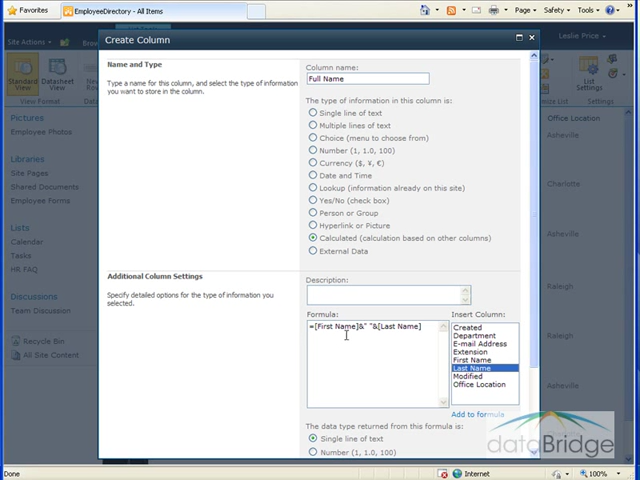 Favorites
EmployeeDirectory - All Items
Page
Safety
Tools
Site Actions
Brow
Leslie Price
Create Column
Standard View
Datasheet View
New Row
View Format
Dat
List Settings
Settings
Pictures
Employee Photos
Libraries
Site Pages
Shared Documents
Employee Forms
Lists
Calendar
Tasks
HR FAQ
Discussions
Team Discussion
Recycle Bin
All Site Content
Name and Type
Type a name for this column, and select the type of information
you want to store in the column.
Column name:
Full Name
The type of information in this column is:
Single line of text
Multiple lines of text
Choice (menu to choose from)
Number (1, 1.0, 100)
Currency ($, ¥, €)
Date and Time
Lookup (information already on this site)
Yes/No (check box)
Person or Group
Hyperlink or Picture
Calculated (calculation based on other columns)
External Data
Additional Column Settings
Specify detailed options for the type of information you
selected.
Description:
Formula:
=[First Name]&" "&[Last Name]
Insert Column:
Created
Department
E-mail Address
Extension
First Name
Last Name
Modified
Office Location
Add to formula
The data type returned from this formula is:
Single line of text
Number (1, 1.0, 100)
Office Location
Asheville
Charlotte
Asheville
Asheville
Asheville
dataBridge
Done
Internet
100%